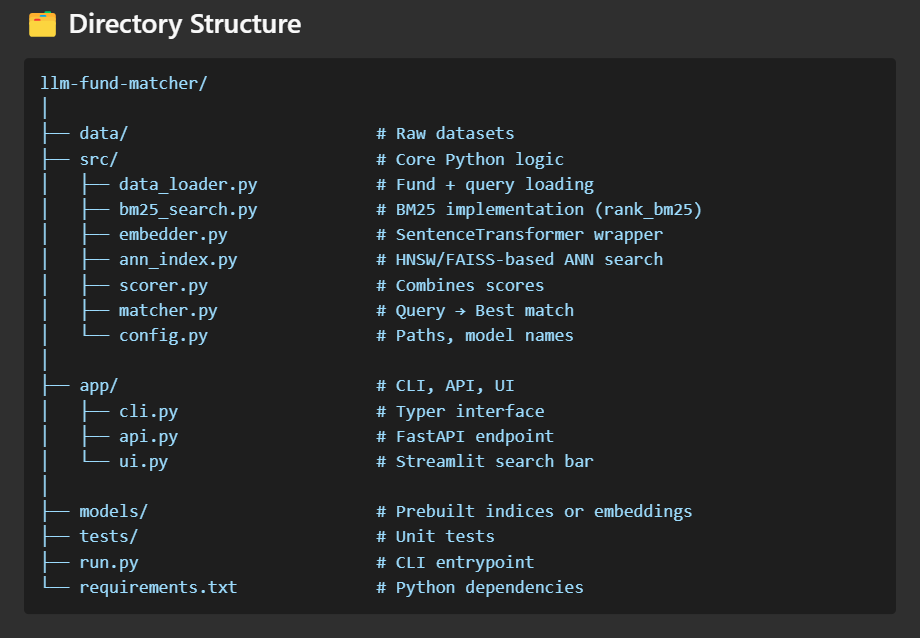 🗂️ Directory Structure
llm-fund-matcher/
│
├── data/                         # Raw datasets
├── src/                          # Core Python logic
│   ├── data_loader.py            # Fund + query loading
│   ├── bm25_search.py            # BM25 implementation (rank_bm25)
│   ├── embedder.py               # SentenceTransformer wrapper
│   ├── ann_index.py              # HNSW/FAISS-based ANN search
│   ├── scorer.py                 # Combines scores
│   ├── matcher.py                # Query → Best match
│   └── config.py                 # Paths, model names
│
├── app/                          # CLI, API, UI
│   ├── cli.py                    # Typer interface
│   ├── api.py                    # FastAPI endpoint
│   └── ui.py                     # Streamlit search bar
│
├── models/                       # Prebuilt indices or embeddings
├── tests/                        # Unit tests
├── run.py                        # CLI entrypoint
└── requirements.txt              # Python dependencies